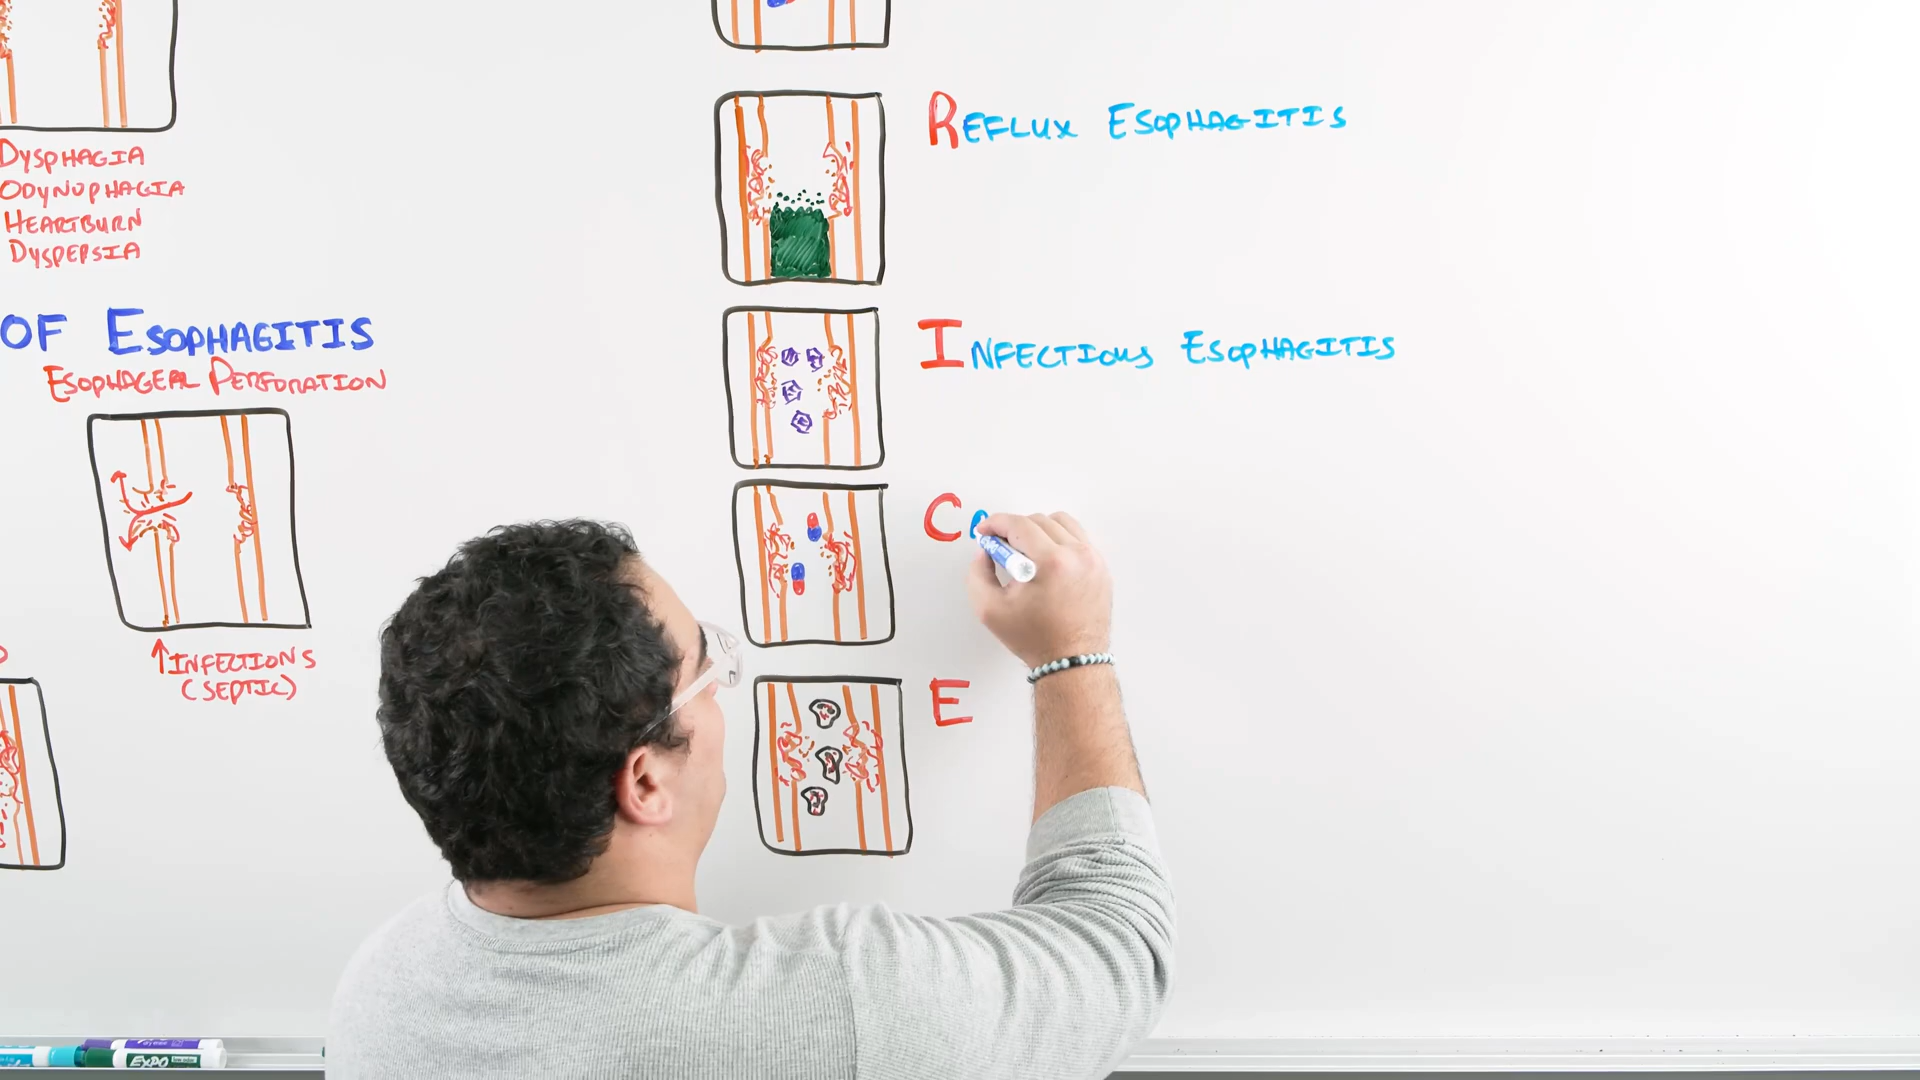 DYSPHAGIA
ODYNOPHAGIA
HEARTBURN
DYSPEPSIA
OF ESOPHAGITIS
ESOPHAGEAL PERFORATION
↑INFECTIONS
(SEPTIC)
REFLUX ESOPHAGITIS
INFECTIOUS ESOPHAGITIS
C
E
EXPO